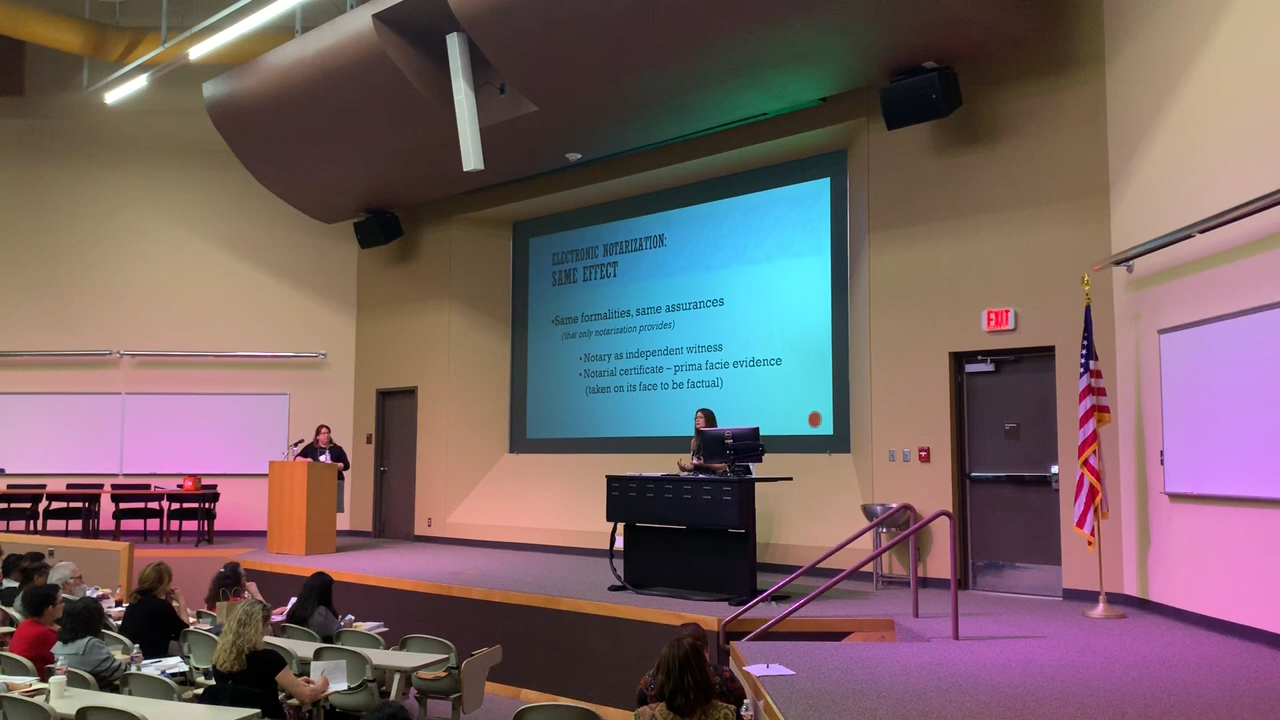 ELECTRONIC NOTARIZATION:
SAME EFFECT
•Same formalities, same assurances
(that only notarization provides)
• Notary as independent witness
• Notarial certificate – prima facie evidence
(taken on its face to be factual)
EXIT